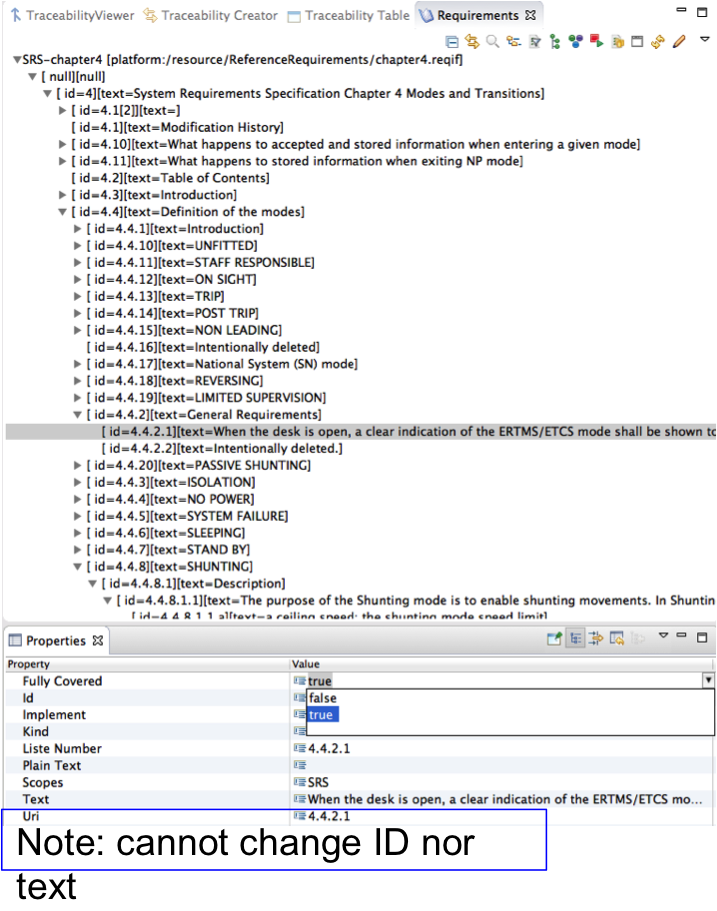 TraceabilityViewer Traceability Creator Traceability Table Requirements
SRS-chapter4 [platform:/resource/ReferenceRequirements/chapter4.reqif]
[ null][null]
[ id=4][text=System Requirements Specification Chapter 4 Modes and Transitions]
[ id=4.1[2]][text=]
[ id=4.1][text=Modification History]
[ id=4.10][text=What happens to accepted and stored information when entering a given mode]
[ id=4.11][text=What happens to stored information when exiting NP mode]
[ id=4.2][text=Table of Contents]
[ id=4.3][text=Introduction]
[ id=4.4][text=Definition of the modes]
[ id=4.4.1][text=Introduction]
[ id=4.4.10][text=UNFITTED]
[ id=4.4.11][text=STAFF RESPONSIBLE]
[ id=4.4.12][text=ON SIGHT]
[ id=4.4.13][text=TRIP]
[ id=4.4.14][text=POST TRIP]
[ id=4.4.15][text=NON LEADING]
[ id=4.4.16][text=Intentionally deleted]
[ id=4.4.17][text=National System (SN) mode]
[ id=4.4.18][text=REVERSING]
[ id=4.4.19][text=LIMITED SUPERVISION]
[ id=4.4.2][text=General Requirements]
[ id=4.4.2.1][text=When the desk is open, a clear indication of the ERTMS/ETCS mode shall be shown to
[ id=4.4.2.2][text=Intentionally deleted.]
[ id=4.4.20][text=PASSIVE SHUNTING]
[ id=4.4.3][text=ISOLATION]
[ id=4.4.4][text=NO POWER]
[ id=4.4.5][text=SYSTEM FAILURE]
[ id=4.4.6][text=SLEEPING]
[ id=4.4.7][text=STAND BY]
[ id=4.4.8][text=SHUNTING]
[ id=4.4.8.1][text=Description]
[ id=4.4.8.1.1][text=The purpose of the Shunting mode is to enable shunting movements. In Shuntin
[ id=4.4.8.1.1.a][text=a ceiling speed: the shunting mode speed limit]
Properties
Property Value
Fully Covered true
Id false
Implement true
Kind
Liste Number 4.4.2.1
Plain Text
Scopes SRS
Text When the desk is open, a clear indication of the ERTMS/ETCS mo...
Uri 4.4.2.1
Note: cannot change ID nor
text